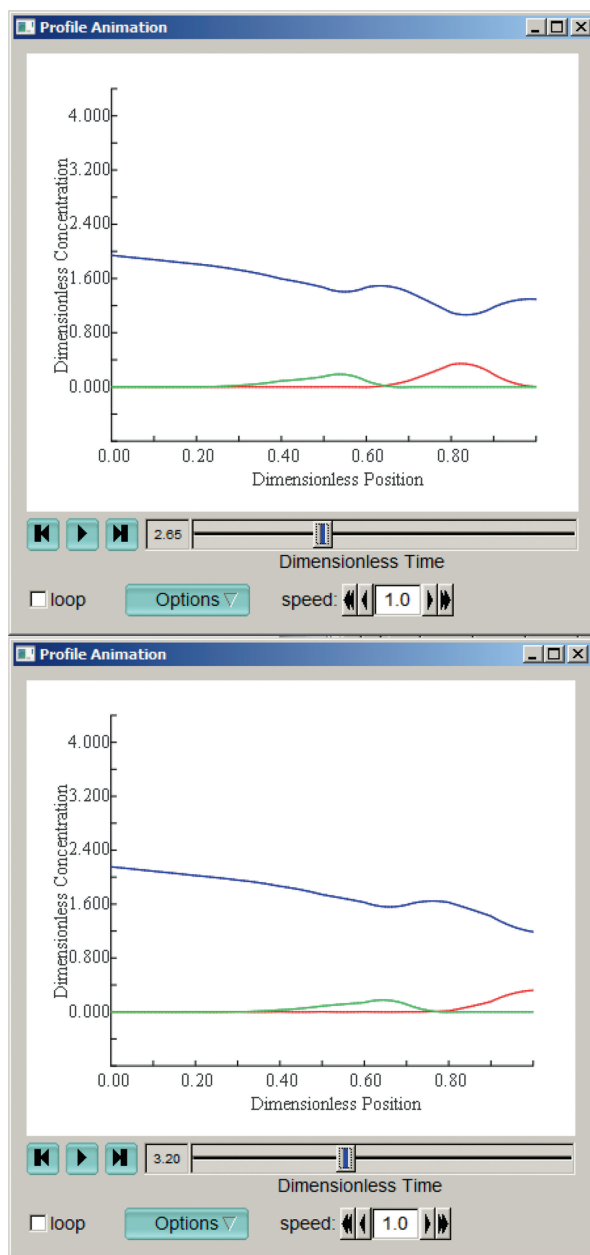 Profile Animation
Dimensionless Concentration
4.000
3.200
2.400
1.600
0.800
0.000
0.00 0.20 0.40 0.60 0.80
Dimensionless Position
2.65
Dimensionless Time
loop Options speed: 1.0
Profile Animation
Dimensionless Concentration
4.000
3.200
2.400
1.600
0.800
0.000
0.00 0.20 0.40 0.60 0.80
Dimensionless Position
3.20
Dimensionless Time
loop Options speed: 1.0